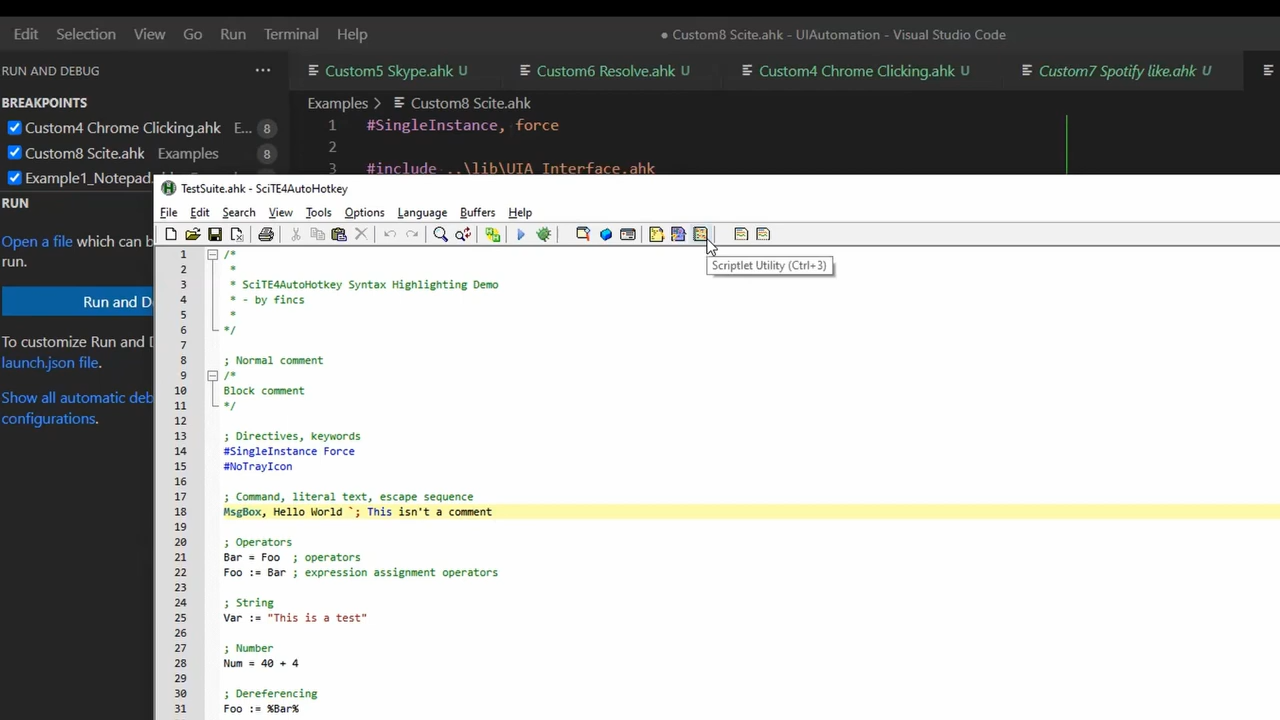 Edit Selection View Go Run Terminal Help ● Custom8 Scite.ahk - UIAutomation - Visual Studio Code
RUN AND DEBUG ...
Custom5 Skype.ahk U Custom6 Resolve.ahk U Custom4 Chrome Clicking.ahk U Custom7 Spotify like.ahk U
BREAKPOINTS
Examples > Custom8 Scite.ahk
Custom4 Chrome Clicking.ahk E... 8
1 #SingleInstance, force
Custom8 Scite.ahk Examples 8
2
3 #include ..\lib\UIA_Interface.ahk
Example1_Notepad.
RUN
Open a file which can b
run.
Run and D
To customize Run and D
launch.json file.
Show all automatic deb
configurations.
TestSuite.ahk - SciTE4AutoHotkey
File Edit Search View Tools Options Language Buffers Help
Scriptlet Utility (Ctrl+3)
1 /*
2 *
3 * SciTE4AutoHotkey Syntax Highlighting Demo
4 * - by fincs
5 *
6 */
7
8 ; Normal comment
9 /*
10 Block comment
11 */
12
13 ; Directives, keywords
14 #SingleInstance Force
15 #NoTrayIcon
16
17 ; Command, literal text, escape sequence
18 MsgBox, Hello World `; This isn't a comment
19
20 ; Operators
21 Bar = Foo  ; operators
22 Foo := Bar ; expression assignment operators
23
24 ; String
25 Var := "This is a test"
26
27 ; Number
28 Num = 40 + 4
29
30 ; Dereferencing
31 Foo := %Bar%